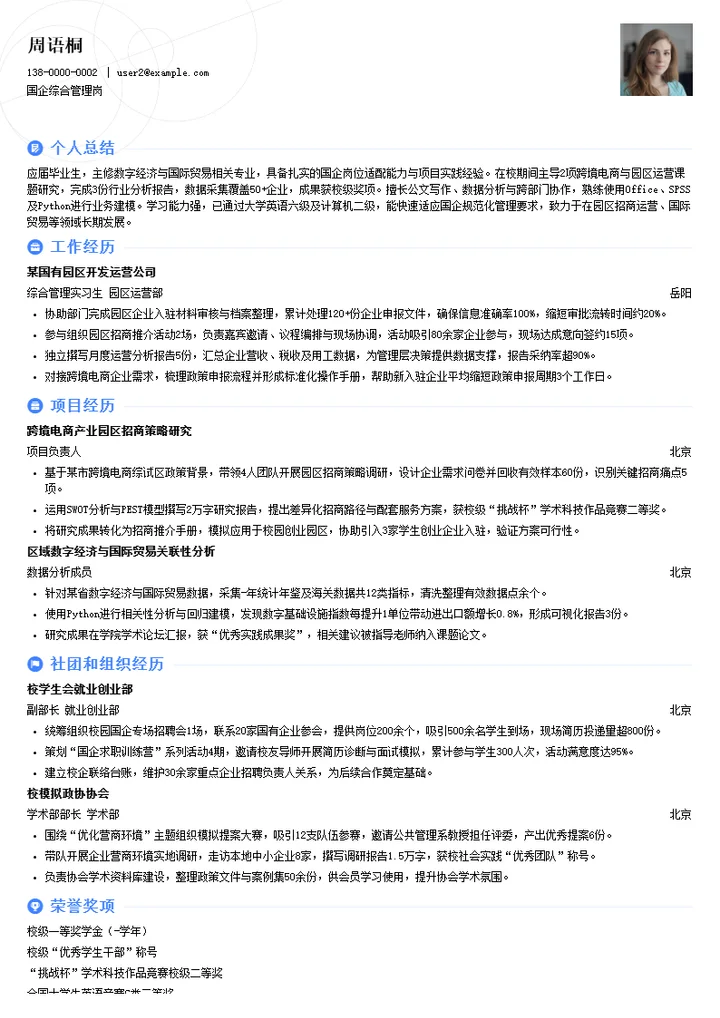 周语桐
138-0000-0002 | user2@example.com
国企综合管理岗
个人总结
应届毕业生，主修数字经济与国际贸易相关专业，具备扎实的国企岗位适配能力与项目实践经验。在校期间主导2项跨境电商与园区运营课
题研究，完成3份行业分析报告，数据采集覆盖50+企业，成果获校级奖项。擅长公文写作、数据分析与跨部门协作，熟练使用Office、SPSS
及Python进行业务建模。学习能力强，已通过大学英语六级及计算机二级，能快速适应国企规范化管理要求，致力于在园区招商运营、国际
贸易等领域长期发展。
工作经历
某国有园区开发运营公司
综合管理实习生 园区运营部 岳阳
• 协助部门完成园区企业入驻材料审核与档案整理，累计处理120+份企业申报文件，确保信息准确率100%，缩短审批流转时间约20%。
• 参与组织园区招商推介活动2场，负责嘉宾邀请、议程编排与现场协调，活动吸引80余家企业参与，现场达成意向签约15项。
• 独立撰写月度运营分析报告5份，汇总企业营收、税收及用工数据，为管理层决策提供数据支撑，报告采纳率超90%。
• 对接跨境电商企业需求，梳理政策申报流程并形成标准化操作手册，帮助新入驻企业平均缩短政策申报周期3个工作日。
项目经历
跨境电商产业园区招商策略研究
项目负责人 北京
• 基于某市跨境电商综试区政策背景，带领4人团队开展园区招商策略调研，设计企业需求问卷并回收有效样本60份，识别关键招商痛点5
项。
• 运用SWOT分析与PEST模型撰写2万字研究报告，提出差异化招商路径与配套服务方案，获校级“挑战杯”学术科技作品竞赛二等奖。
• 将研究成果转化为招商推介手册，模拟应用于校园创业园区，协助引入3家学生创业企业入驻，验证方案可行性。
区域数字经济与国际贸易关联性分析
数据分析成员 北京
• 针对某省数字经济与国际贸易数据，采集-年统计年鉴及海关数据共12类指标，清洗整理有效数据点余个。
• 使用Python进行相关性分析与回归建模，发现数字基础设施指数每提升1单位带动进出口额增长0.8%，形成可视化报告3份。
• 研究成果在学院学术论坛汇报，获“优秀实践成果奖”，相关建议被指导老师纳入课题论文。
社团和组织经历
校学生会就业创业部
副部长 就业创业部 北京
• 统筹组织校园国企专场招聘会1场，联系20家国有企业参会，提供岗位200余个，吸引500余名学生到场，现场简历投递量超800份。
• 策划“国企求职训练营”系列活动4期，邀请校友导师开展简历诊断与面试模拟，累计参与学生300人次，活动满意度达95%。
• 建立校企联络台账，维护30余家重点企业招聘负责人关系，为后续合作奠定基础。
校模拟政协协会
学术部部长 学术部 北京
• 围绕“优化营商环境”主题组织模拟提案大赛，吸引12支队伍参赛，邀请公共管理系教授担任评委，产出优秀提案6份。
• 带队开展企业营商环境实地调研，走访本地中小企业8家，撰写调研报告1.5万字，获校社会实践“优秀团队”称号。
• 负责协会学术资料库建设，整理政策文件与案例集50余份，供会员学习使用，提升协会学术氛围。
荣誉奖项
校级一等奖学金（-学年）
校级“优秀学生干部”称号
“挑战杯”学术科技作品竞赛校级二等奖
全国大学生英语竞赛C类二等奖